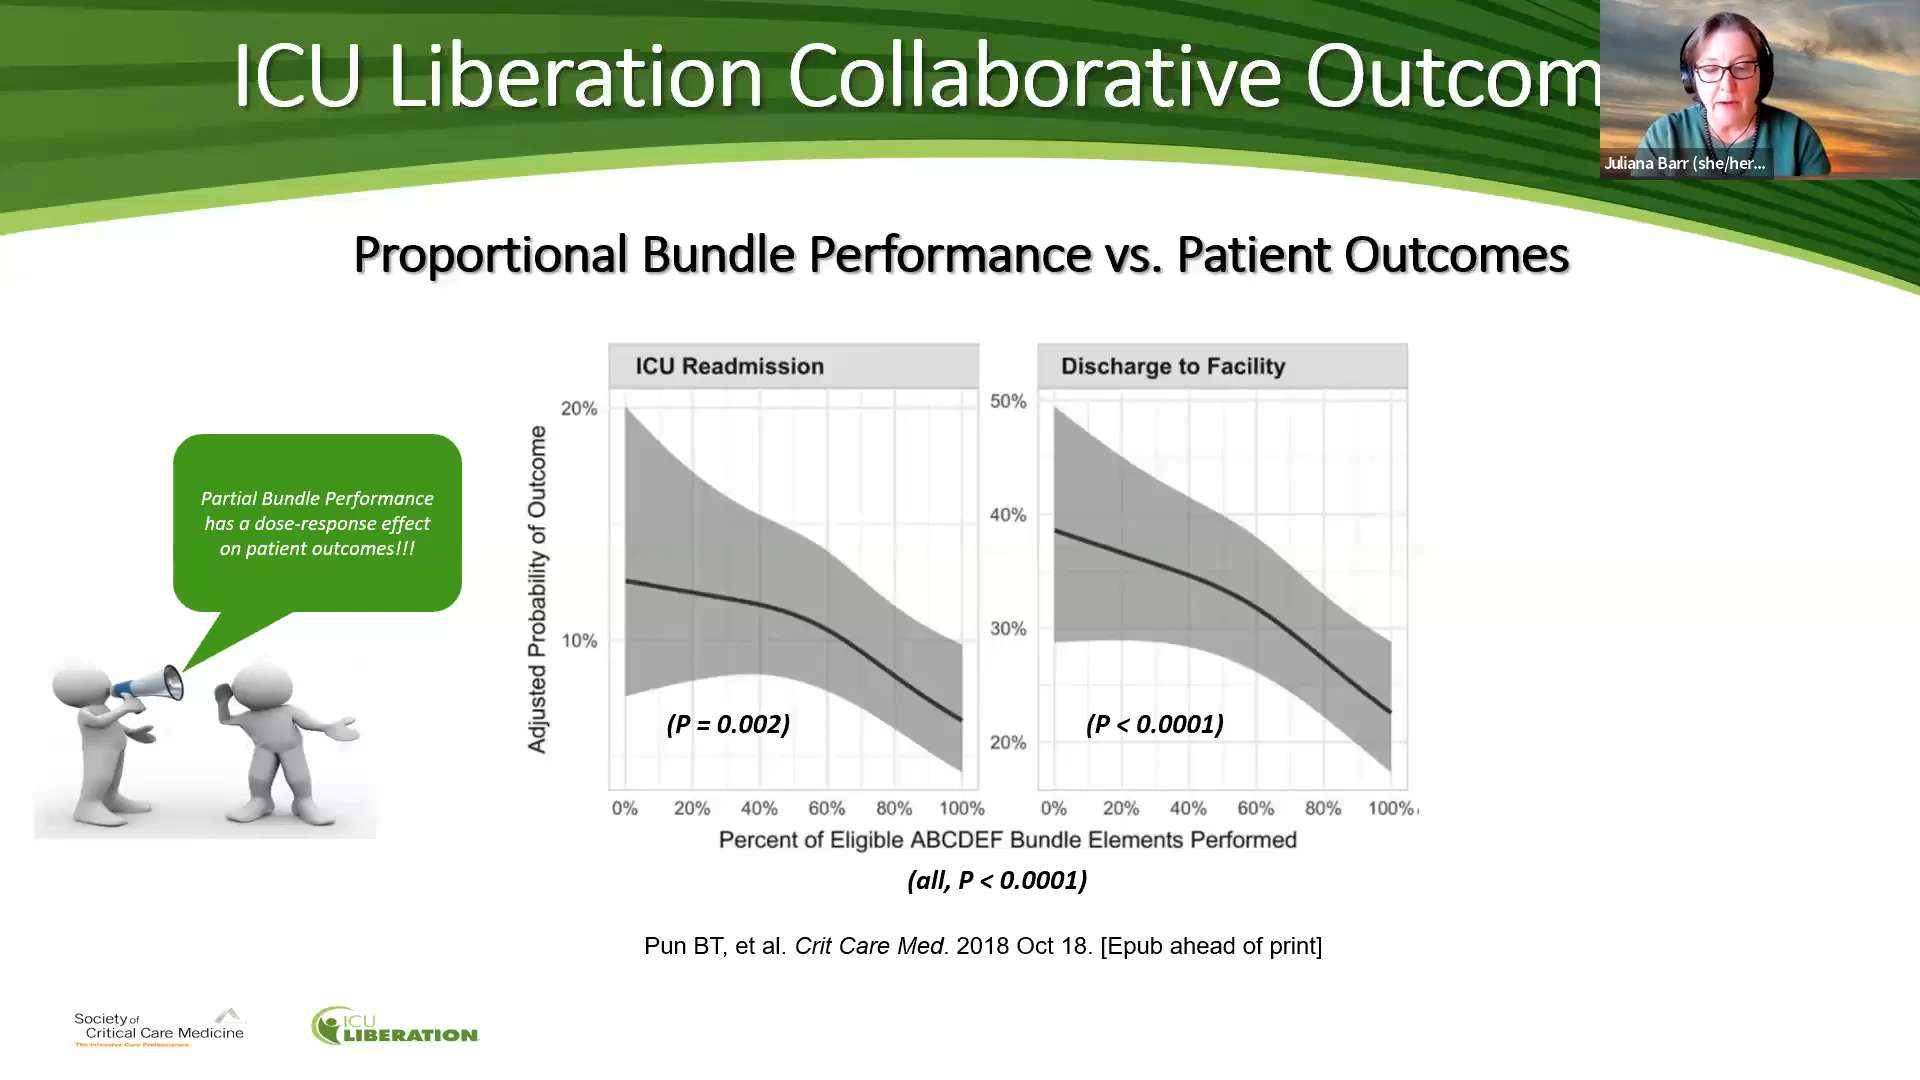 ICU Liberation Collaborative Outcom
Juliana Barr (she/her...
Proportional Bundle Performance vs. Patient Outcomes
Partial Bundle Performance
has a dose-response effect
on patient outcomes!!!
ICU Readmission
Discharge to Facility
Adjusted Probability of Outcome
20%
10%
50%
40%
30%
20%
(P = 0.002)
(P < 0.0001)
0% 20% 40% 60% 80% 100%
0% 20% 40% 60% 80% 100%
Percent of Eligible ABCDEF Bundle Elements Performed
(all, P < 0.0001)
Pun BT, et al. Crit Care Med. 2018 Oct 18. [Epub ahead of print]
Society of
Critical Care Medicine
The Intensive Care Professionals
ICU
LIBERATION